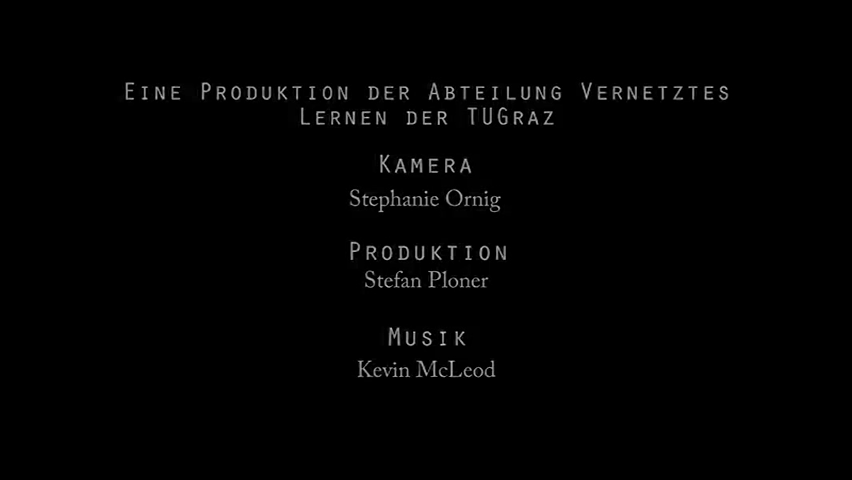 Eine Produktion der Abteilung Vernetztes
Lernen der TUGraz
Kamera
Stephanie Ornig
Produktion
Stefan Ploner
Musik
Kevin McLeod